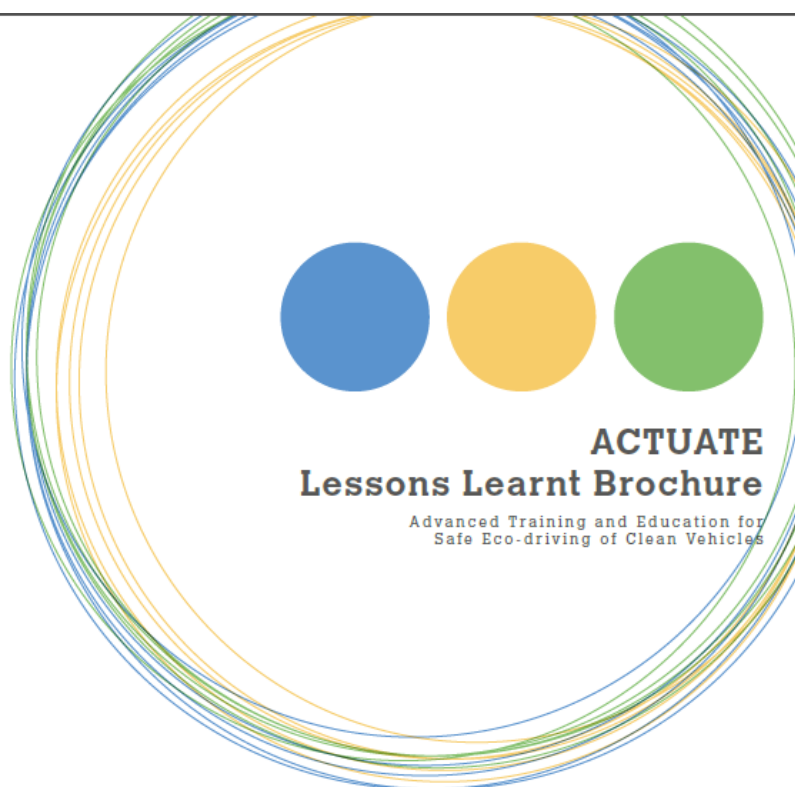 ACTUATE
Lessons Learnt Brochure
Advanced Training and Education for
Safe Eco-driving of Clean Vehicles